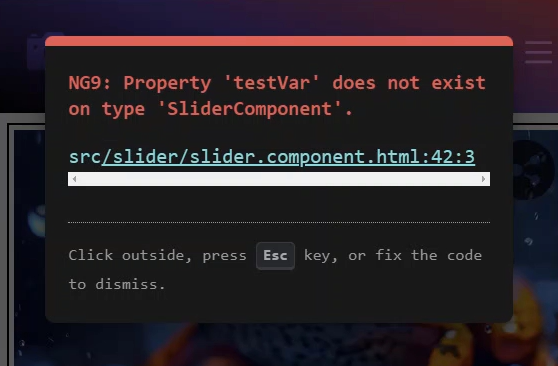 NG9: Property 'testVar' does not exist
on type 'SliderComponent'.
src/slider/slider.component.html:42:3
Click outside, press Esc key, or fix the code
to dismiss.